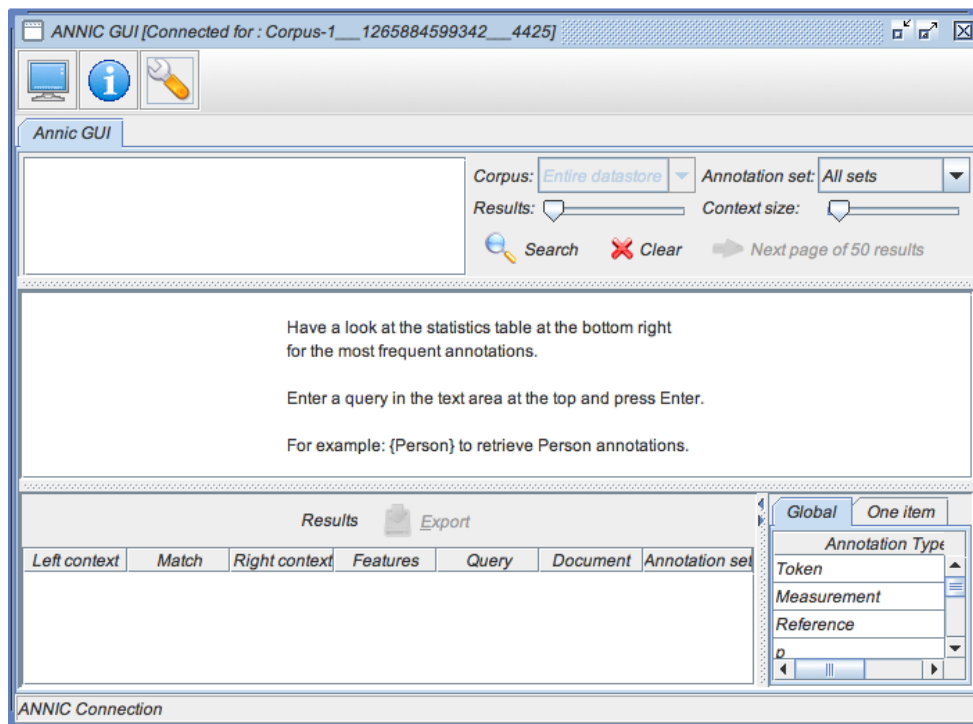 ANNIC GUI [Connected for : Corpus-1___1265884599342___4425]
Annic GUI
Corpus: Entire datastore Annotation set: All sets
Results: Context size:
Search Clear Next page of 50 results
Have a look at the statistics table at the bottom right
for the most frequent annotations.
Enter a query in the text area at the top and press Enter.
For example: {Person} to retrieve Person annotations.
Results Export
Left context Match Right context Features Query Document Annotation set
Global One item
Annotation Type
Token
Measurement
Reference
p
ANNIC Connection